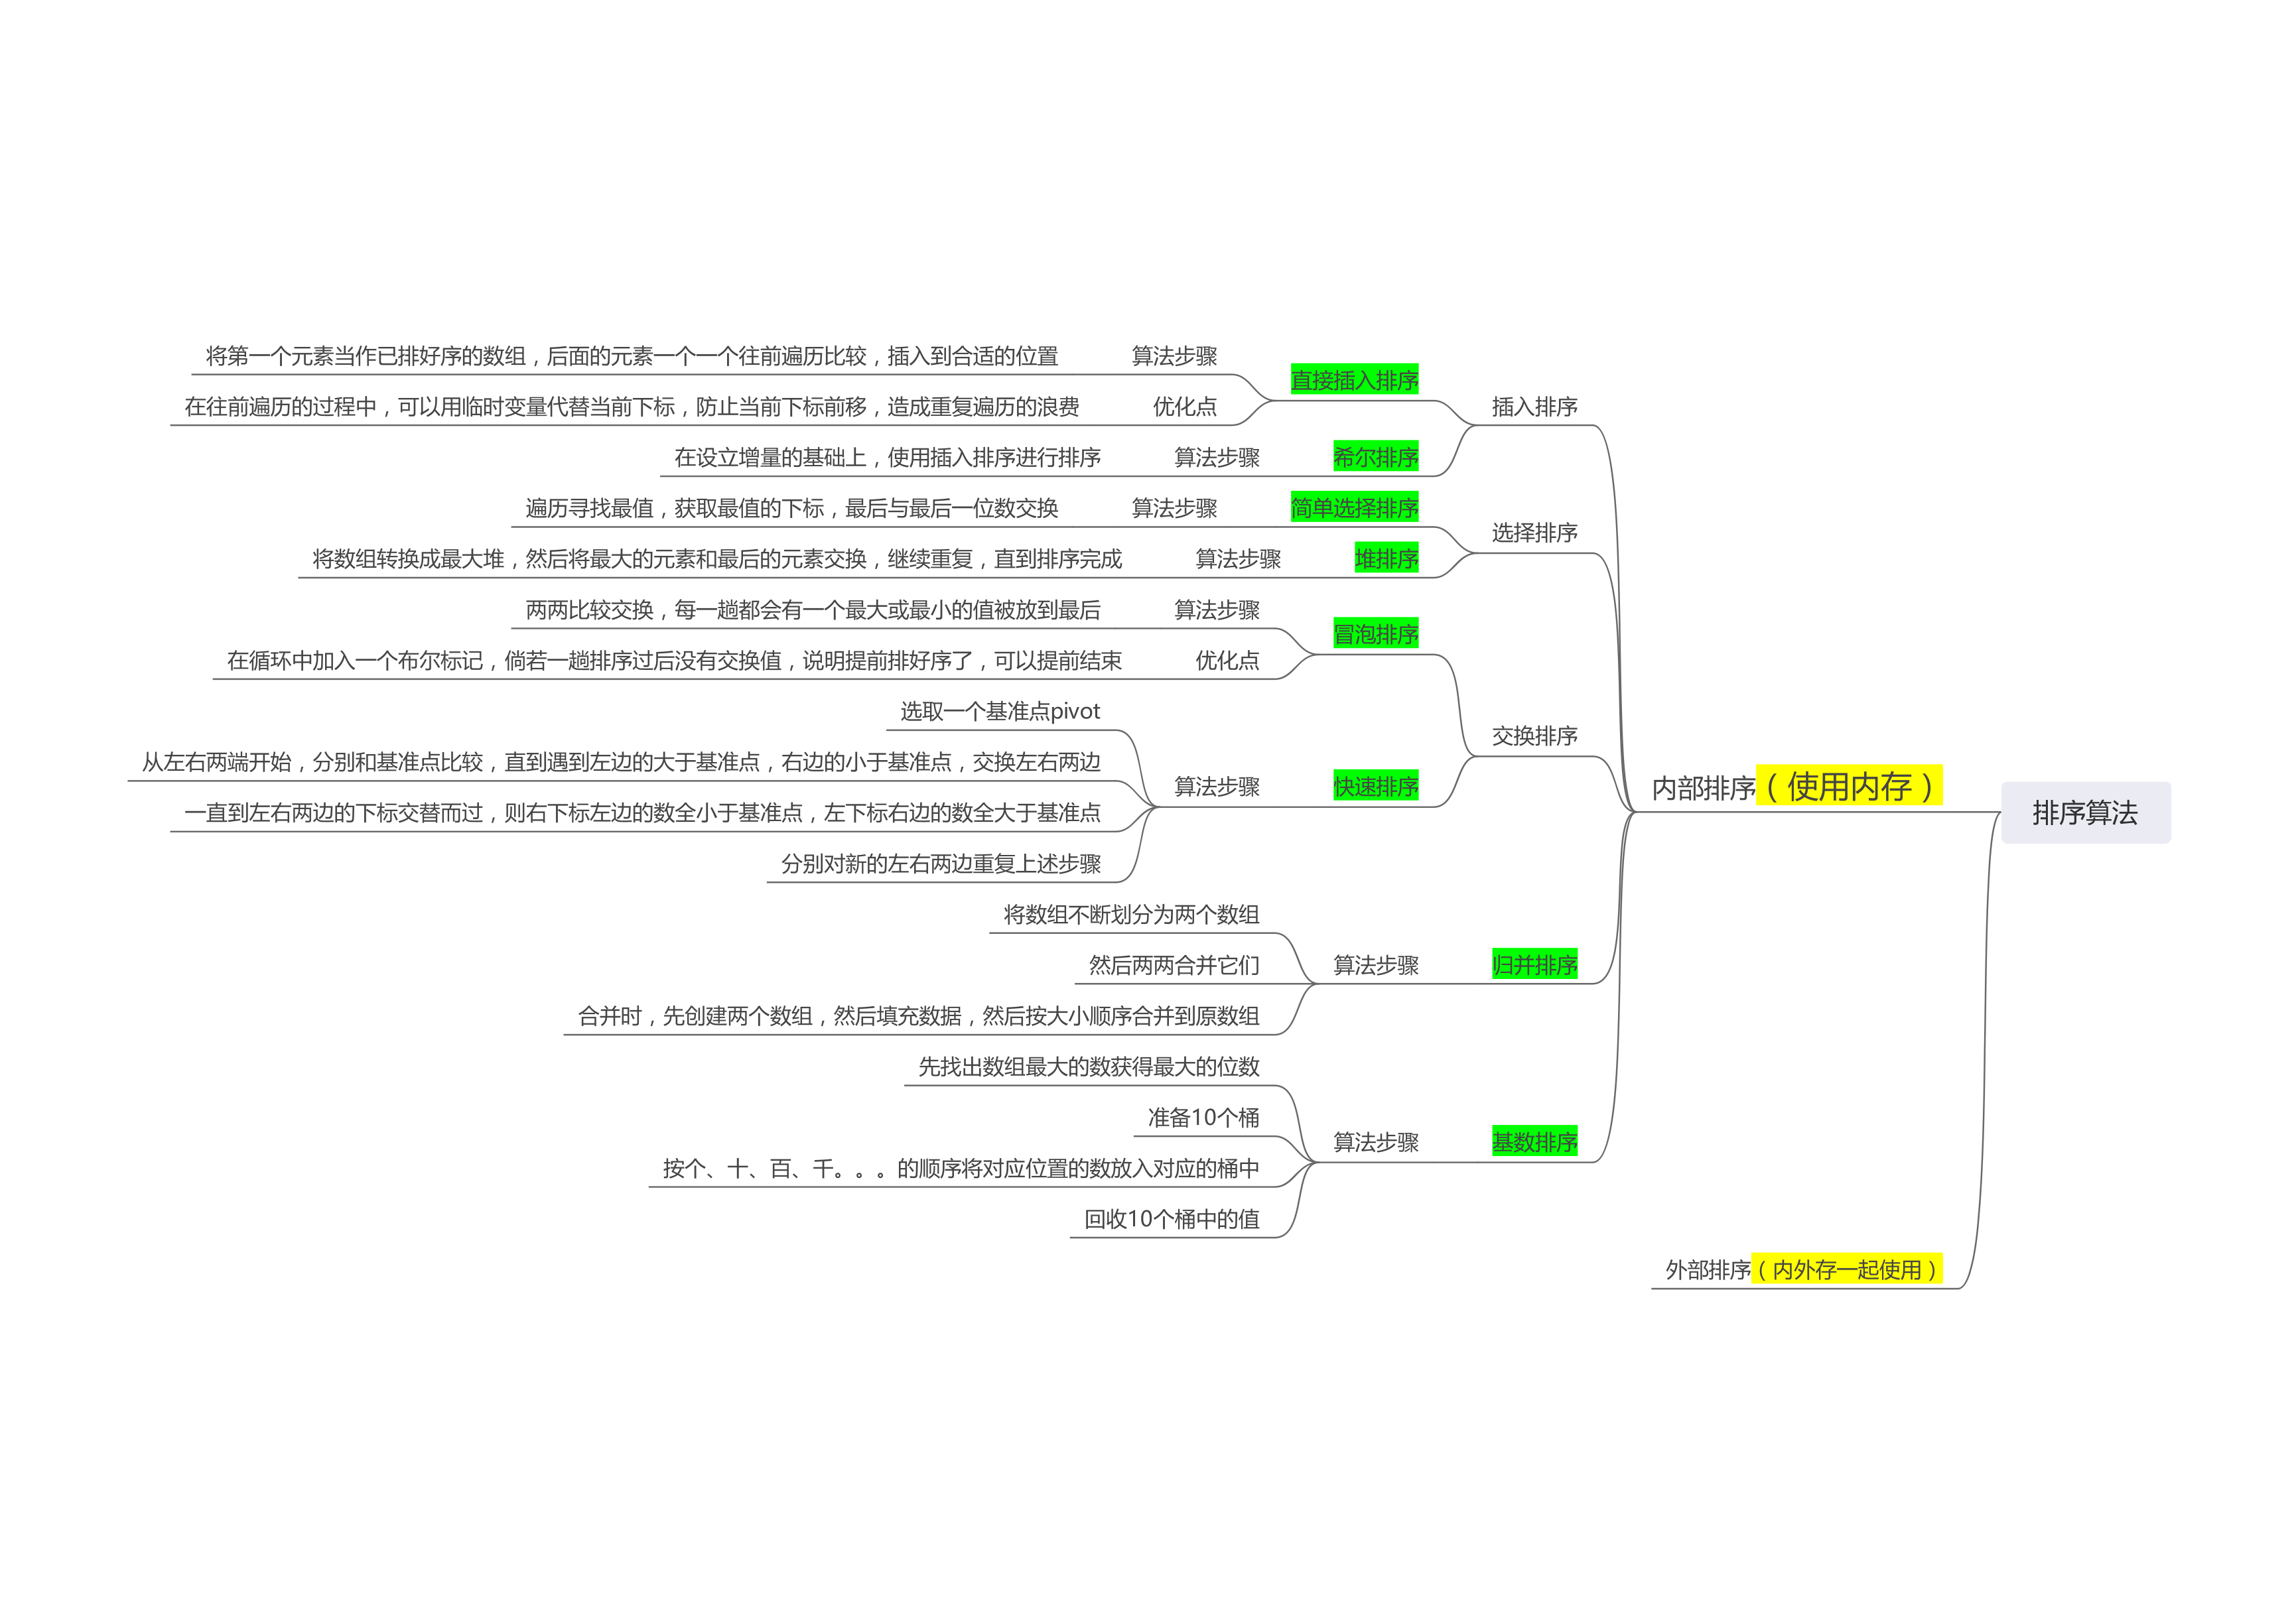 将第一个元素当作已排好序的数组，后面的元素一个一个往前遍历比较，插入到合适的位置
算法步骤
直接插入排序
在往前遍历的过程中，可以用临时变量代替当前下标，防止当前下标前移，造成重复遍历的浪费
优化点
插入排序
在设立增量的基础上，使用插入排序进行排序
算法步骤
希尔排序
遍历寻找最值，获取最值的下标，最后与最后一位数交换
算法步骤
简单选择排序
选择排序
将数组转换成最大堆，然后将最大的元素和最后的元素交换，继续重复，直到排序完成
算法步骤
堆排序
两两比较交换，每一趟都会有一个最大或最小的值被放到最后
算法步骤
冒泡排序
在循环中加入一个布尔标记，倘若一趟排序过后没有交换值，说明提前排好序了，可以提前结束
优化点
选取一个基准点pivot
交换排序
从左右两端开始，分别和基准点比较，直到遇到左边的大于基准点，右边的小于基准点，交换左右两边
算法步骤
快速排序
内部排序（使用内存）
一直到左右两边的下标交替而过，则右下标左边的数全小于基准点，左下标右边的数全大于基准点
排序算法
分别对新的左右两边重复上述步骤
将数组不断划分为两个数组
然后两两合并它们
算法步骤
归并排序
合并时，先创建两个数组，然后填充数据，然后按大小顺序合并到原数组
先找出数组最大的数获得最大的位数
准备10个桶
算法步骤
基数排序
按个、十、百、千。。。的顺序将对应位置的数放入对应的桶中
回收10个桶中的值
外部排序（内外存一起使用）